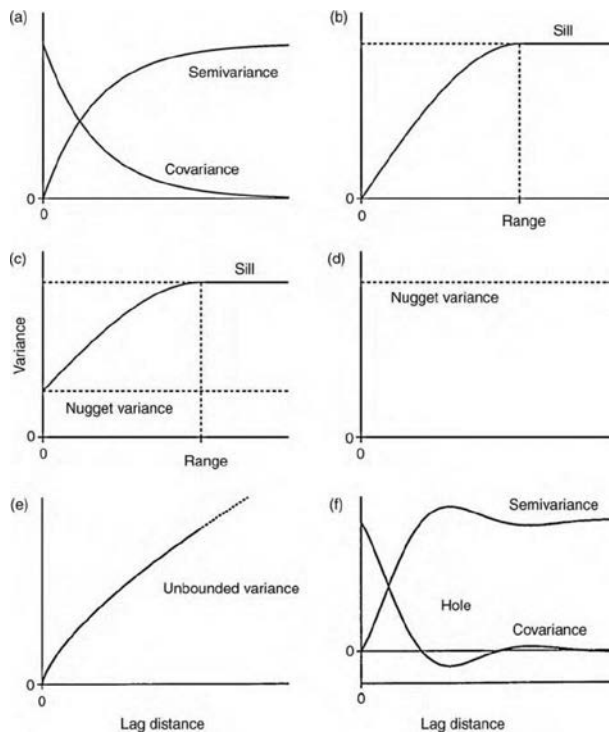 (a)
Semivariance
Covariance
0
0
(b)
Sill
0
0
Range
(c)
Sill
Variance
Nugget variance
0
0
Range
(d)
Nugget variance
0
0
(e)
Unbounded variance
0
0
Lag distance
(f)
Semivariance
Hole
Covariance
0
0
Lag distance